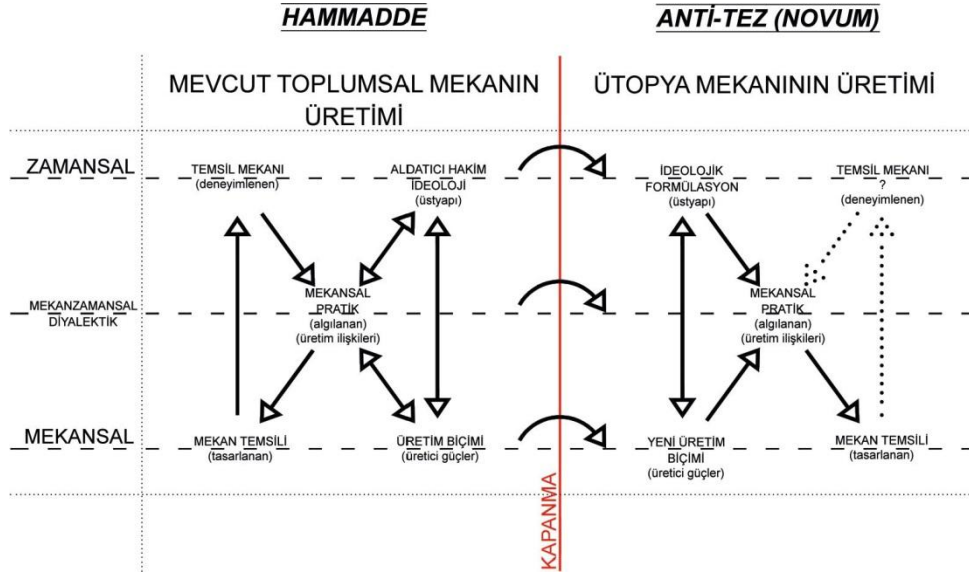 HAMMADDE
ANTİ-TEZ (NOVUM)
MEVCUT TOPLUMSAL MEKANIN
ÜRETİMİ
ÜTOPYA MEKANININ ÜRETİMİ
ZAMANSAL
TEMSİL MEKANI
(deneyimlenen)
ALDATICI HAKİM
İDEOLOJİ
(üstyapı)
İDEOLOJİK
FORMÜLASYON
(üstyapı)
TEMSİL MEKANI
?
(deneyimlenen)
MEKANZAMANSAL
DİYALEKTİK
MEKANSAL
PRATİK
(algılanan)
(üretim ilişkileri)
MEKANSAL
PRATİK
(algılanan)
(üretim ilişkileri)
MEKANSAL
MEKAN TEMSİLİ
(tasarlanan)
ÜRETİM BİÇİMİ
(üretici güçler)
YENİ ÜRETİM
BİÇİMİ
(üretici güçler)
MEKAN TEMSİLİ
(tasarlanan)
KAPANMA